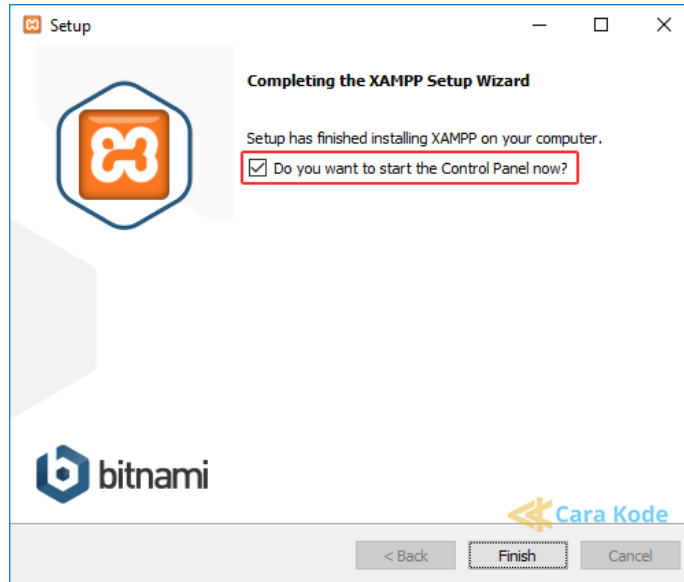 Setup
Completing the XAMPP Setup Wizard
Setup has finished installing XAMPP on your computer.
Do you want to start the Control Panel now?
bitnami
Cara Kode
< Back
Finish
Cancel